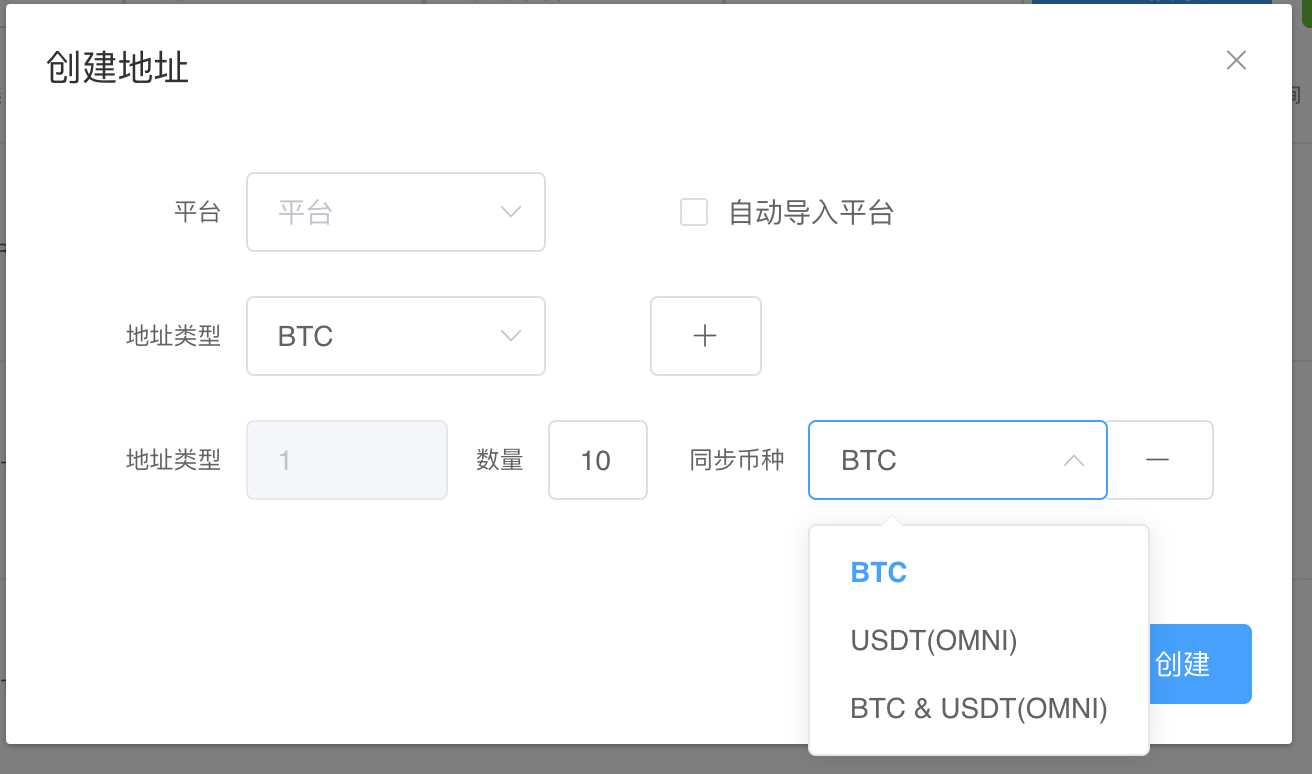 创建地址
平台 平台 自动导入平台
地址类型 BTC
地址类型 1 数量 10 同步币种 BTC
BTC
USDT(OMNI)
创建
BTC & USDT(OMNI)